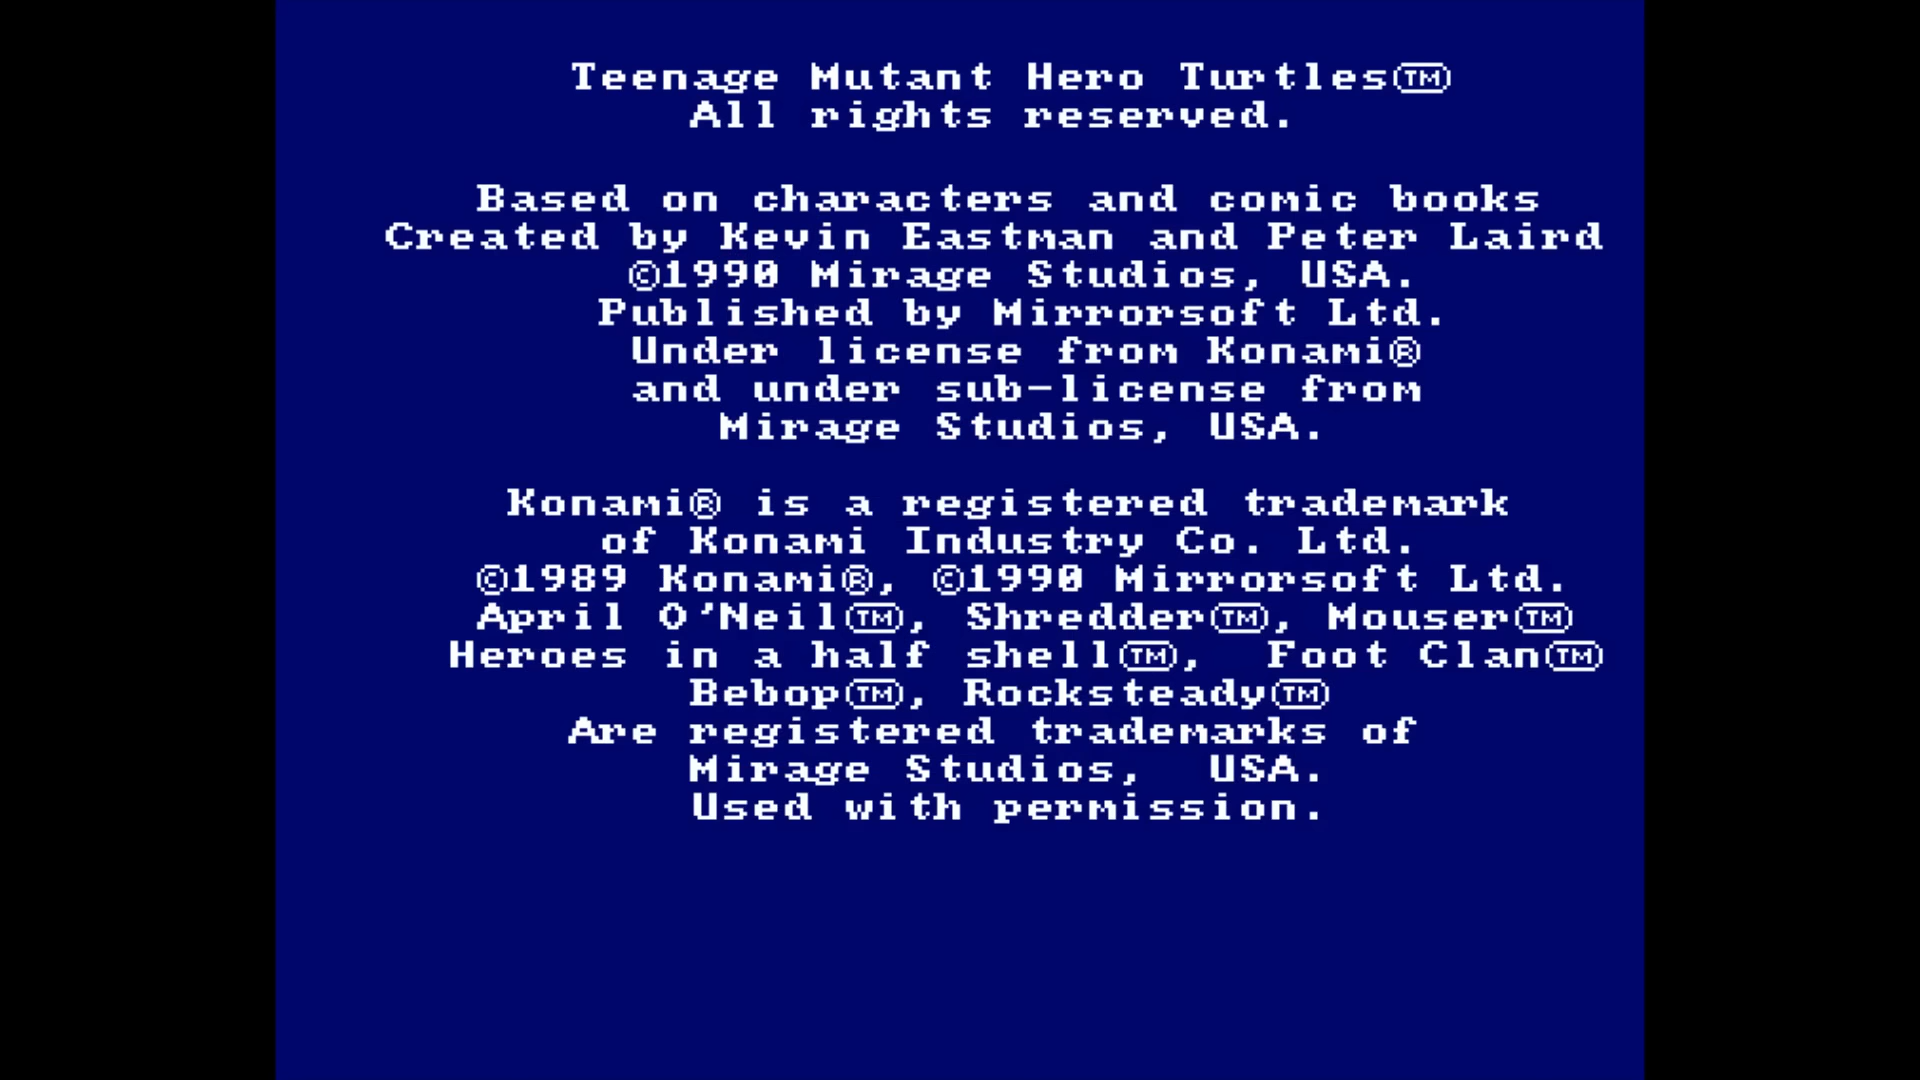 Teenage Mutant Hero Turtles™
All rights reserved.
Based on characters and comic books
Created by Kevin Eastman and Peter Laird
©1990 Mirage Studios, USA.
Published by Mirrorsoft Ltd.
Under license from Konami®
and under sub-license from
Mirage Studios, USA.
Konami® is a registered trademark
of Konami Industry Co. Ltd.
©1989 Konami®, ©1990 Mirrorsoft Ltd.
April O'Neil™, Shredder™, Mouser™
Heroes in a half shell™, Foot Clan™
Bebop™, Rocksteady™
Are registered trademarks of
Mirage Studios, USA.
Used with permission.